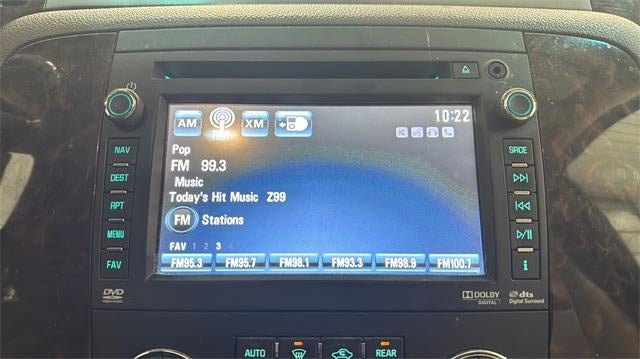 AM FM XM 10:22
Pop
FM 99.3
Music
Today's Hit Music Z99
FM Stations
FAV 1 2 3 4
FM95.3 FM95.7 FM98.1 FM93.3 FM98.9 FM100.7
NAV
DEST
RPT
MENU
FAV
SRCE
i
DVD
DOLBY
DIGITAL
dts
Digital Surround
AUTO REAR